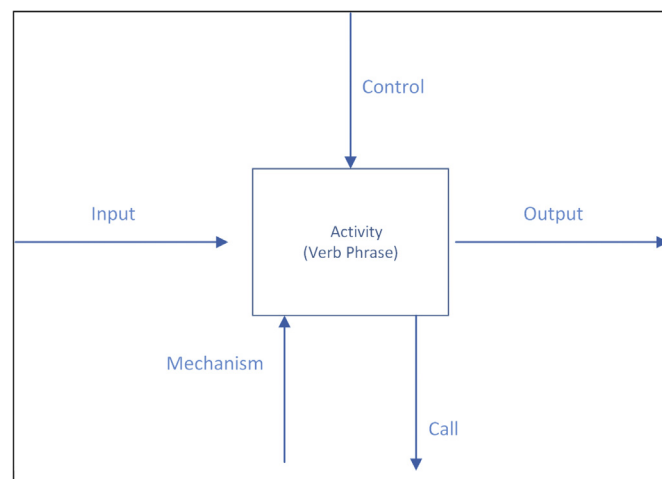 Control
Input
Output
Activity
(Verb Phrase)
Mechanism
Call